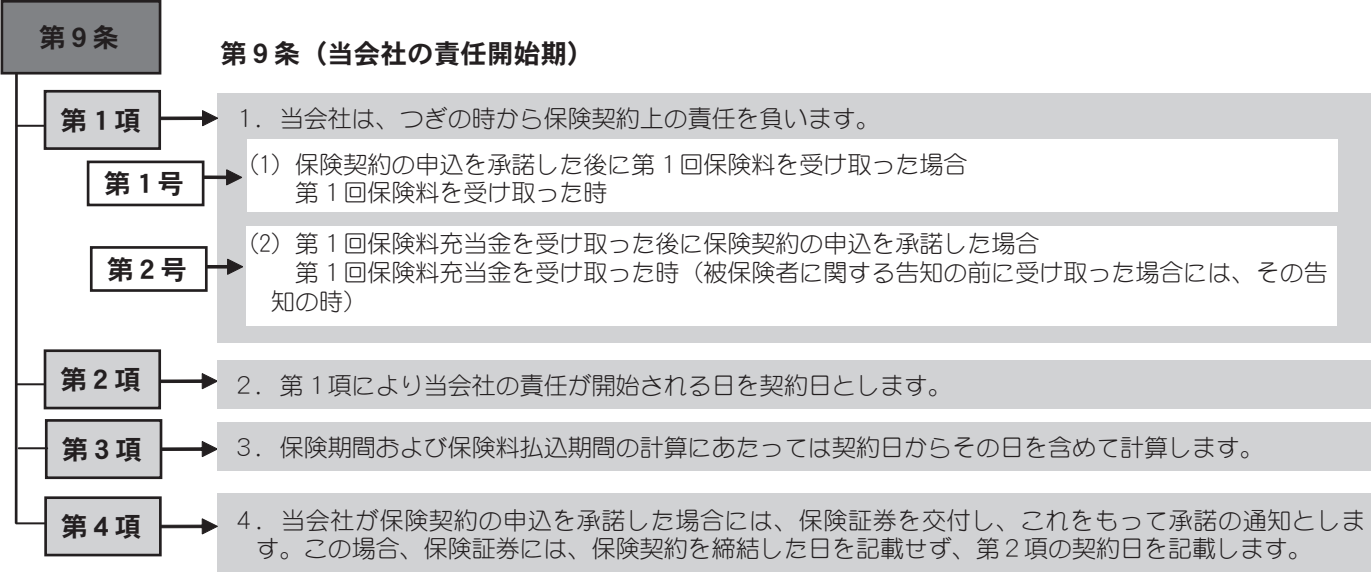 第9条
第9条（当会社の責任開始期）
第1項
1．当会社は、つぎの時から保険契約上の責任を負います。
第1号
(1) 保険契約の申込を承諾した後に第1回保険料を受け取った場合
第1回保険料を受け取った時
第2号
(2) 第1回保険料充当金を受け取った後に保険契約の申込を承諾した場合
第1回保険料充当金を受け取った時（被保険者に関する告知の前に受け取った場合には、その告
知の時）
第2項
2．第1項により当会社の責任が開始される日を契約日とします。
第3項
3．保険期間および保険料払込期間の計算にあたっては契約日からその日を含めて計算します。
第4項
4．当会社が保険契約の申込を承諾した場合には、保険証券を交付し、これをもって承諾の通知としま
す。この場合、保険証券には、保険契約を締結した日を記載せず、第2項の契約日を記載します。